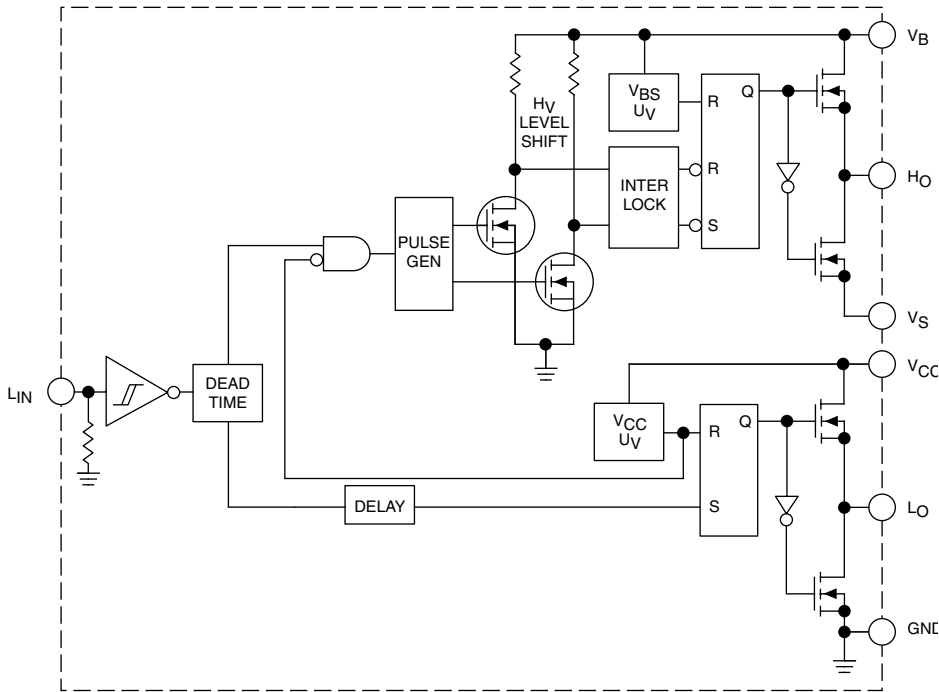 VB
HV
LEVEL
SHIFT
VBS
UV
R
Q
INTER
LOCK
R
S
HO
PULSE
GEN
VS
VCC
LIN
DEAD
TIME
VCC
UV
R
Q
DELAY
S
LO
GND